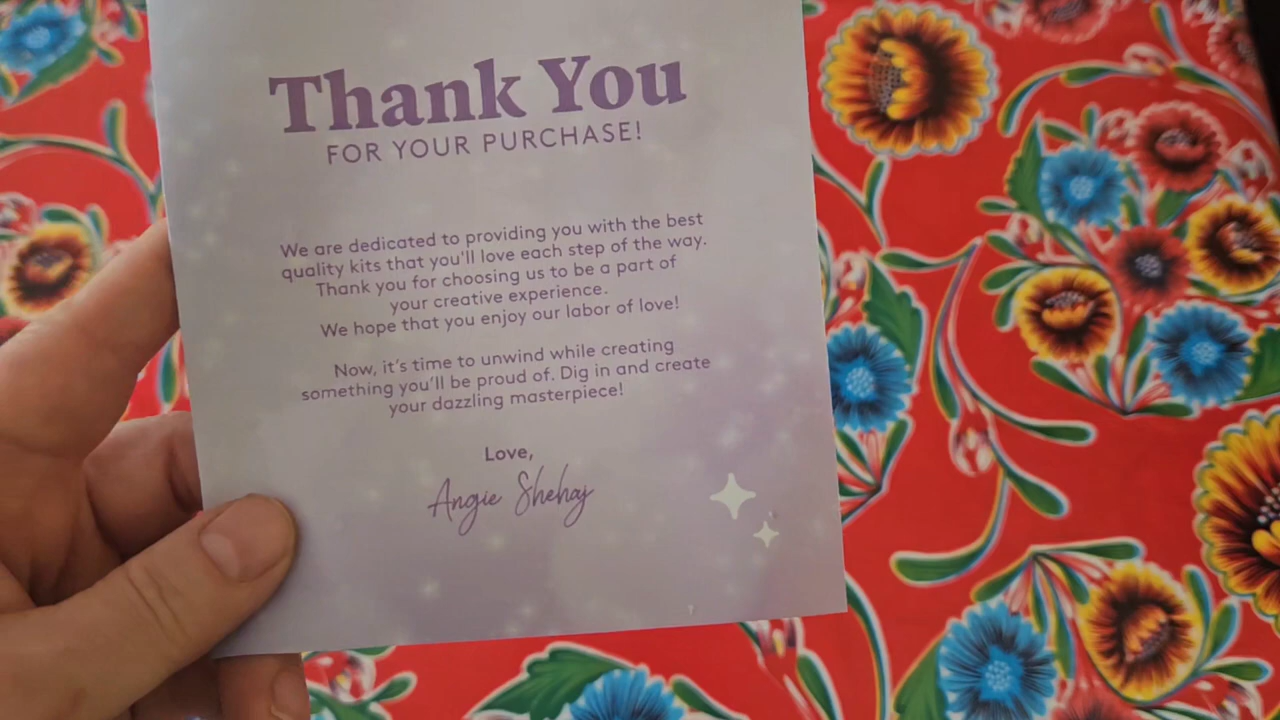 Thank You
FOR YOUR PURCHASE!
We are dedicated to providing you with the best
quality kits that you'll love each step of the way.
Thank you for choosing us to be a part of
your creative experience.
We hope that you enjoy our labor of love!
Now, it's time to unwind while creating
something you'll be proud of. Dig in and create
your dazzling masterpiece!
Love,
Angie Shehaj